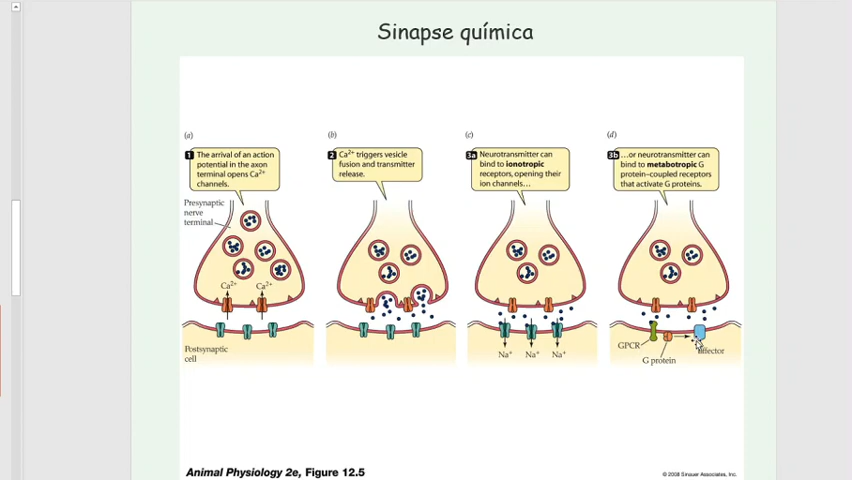 Sinapse química
(a)
1 The arrival of an action
potential in the axon
terminal opens Ca2+
channels.
Presynaptic
nerve
terminal
Ca2+ Ca2+
Postsynaptic
cell
(b)
2 Ca2+ triggers vesicle
fusion and transmitter
release.
(c)
3a Neurotransmitter can
bind to ionotropic
receptors, opening their
ion channels…
Na+ Na+ Na+
(d)
3b …or neurotransmitter can
bind to metabotropic G
protein–coupled receptors
that activate G proteins.
GPCR
G protein
Effector
Animal Physiology 2e, Figure 12.5
© 2008 Sinauer Associates, Inc.